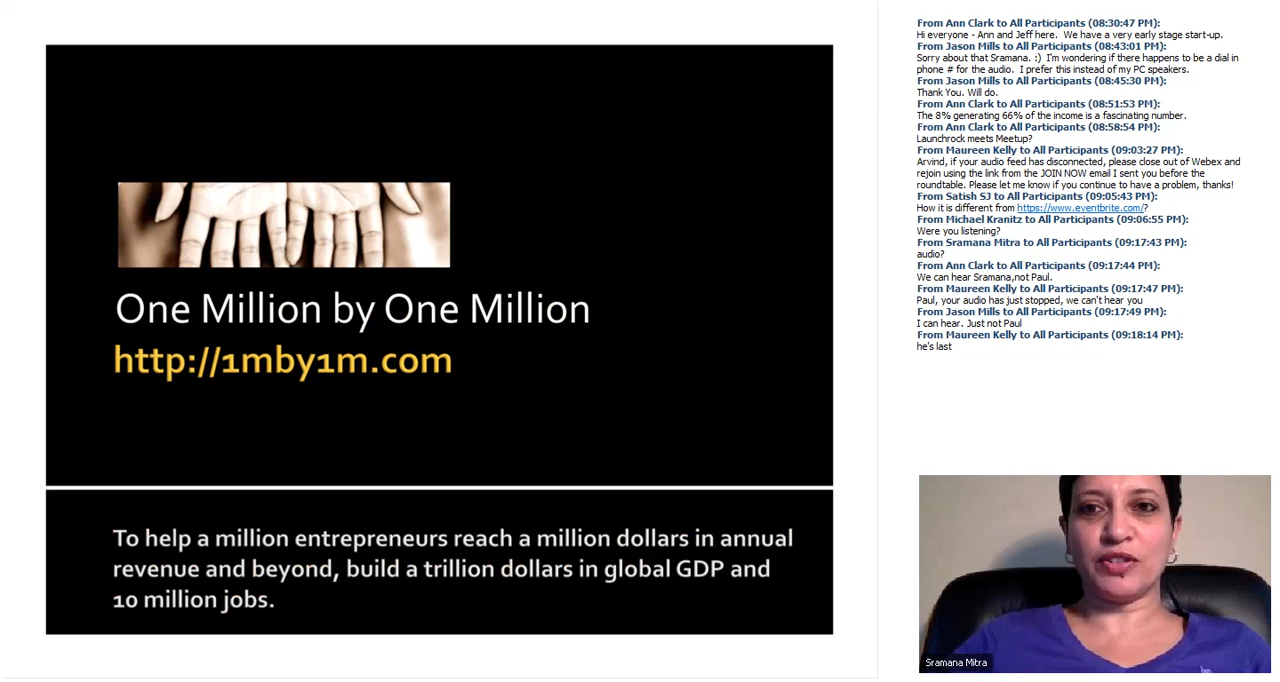 One Million by One Million
http://1mby1m.com
To help a million entrepreneurs reach a million dollars in annual
revenue and beyond, build a trillion dollars in global GDP and
10 million jobs.
From Ann Clark to All Participants (08:30:47 PM):
Hi everyone - Ann and Jeff here.  We have a very early stage start-up.
From Jason Mills to All Participants (08:43:01 PM):
Sorry about that Sramana. :)  I'm wondering if there happens to be a dial in
phone # for the audio.  I prefer this instead of my PC speakers.
From Jason Mills to All Participants (08:45:30 PM):
Thank You. Will do.
From Ann Clark to All Participants (08:51:53 PM):
The 8% generating 66% of the income is a fascinating number.
From Ann Clark to All Participants (08:58:54 PM):
Launchrock meets Meetup?
From Maureen Kelly to All Participants (09:03:27 PM):
Arvind, if your audio feed has disconnected, please close out of Webex and
rejoin using the link from the JOIN NOW email I sent you before the
roundtable. Please let me know if you continue to have a problem, thanks!
From Satish SJ to All Participants (09:05:43 PM):
How it is different from https://www.eventbrite.com/?
From Michael Kranitz to All Participants (09:06:55 PM):
Were you listening?
From Sramana Mitra to All Participants (09:17:43 PM):
audio?
From Ann Clark to All Participants (09:17:44 PM):
We can hear Sramana,not Paul.
From Maureen Kelly to All Participants (09:17:47 PM):
Paul, your audio has just stopped, we can't hear you
From Jason Mills to All Participants (09:17:49 PM):
I can hear. Just not Paul
From Maureen Kelly to All Participants (09:18:14 PM):
he's last
Sramana Mitra